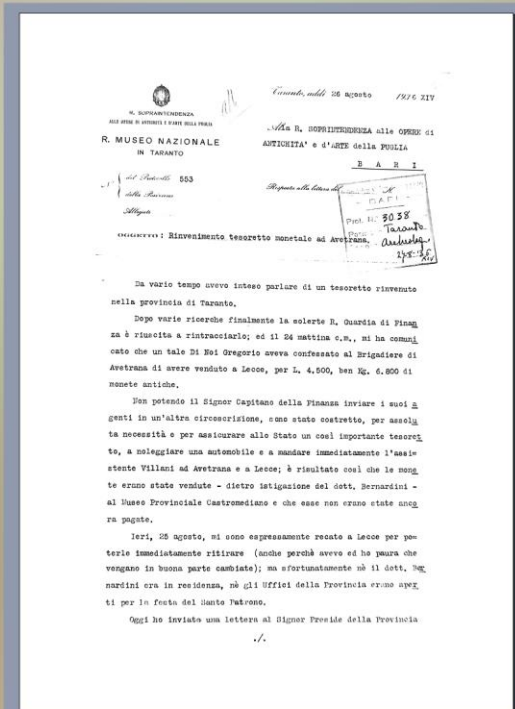 Taranto, addì 26 agosto 1936 XIV
R. SOPRAINTENDENZA
ALLE OPERE DI ANTICHITÀ E D'ARTE DELLA PUGLIA
R. MUSEO NAZIONALE
IN TARANTO
Alla R. SOPRINTENDENZA alle OPERE di
ANTICHITA' e d'ARTE della PUGLIA
B A R I
N° del Protocollo 553
della Posizione
Allegati
Risposta alla lettera del
BARI
Prot. N. 3038
Taranto
Archeolog.
OGGETTO: Rinvenimento tesoretto monetale ad Avetrana.
Da vario tempo avevo inteso parlare di un tesoretto rinvenuto
nella provincia di Taranto.
Dopo varie ricerche finalmente la solerte R. Guardia di Finan
za è riuscita a rintracciarlo; ed il 24 mattina c.m., mi ha comuni
cato che un tale Di Noi Gregorio aveva confessato al Brigadiere di
Avetrana di avere venduto a Lecce, per L. 4.500, ben Kg. 6.800 di
monete antiche.
Non potendo il Signor Capitano della Finanza inviare i suoi a
genti in un'altra circoscrizione, sono stato costretto, per assolu
ta necessità e per assicurare allo Stato un così importante tesoret
to, a noleggiare una automobile e a mandare immediatamente l'assi=
stente Villani ad Avetrana e a Lecce; è risultato così che le mone
te erano state vendute - dietro istigazione del dott. Bernardini -
al Museo Provinciale Castromediano e che esse non erano state anco
ra pagate.
Ieri, 25 agosto, mi sono espressamente recato a Lecce per po=
terle immediatamente ritirare (anche perchè avevo ed ho paura che
vengano in buona parte cambiate); ma sfortunatamente nè il dott. Ber
nardini era in residenza, nè gli Uffici della Provincia erano aper
ti per la festa del Santo Patrono.
Oggi ho inviato una lettera al Signor Preside della Provincia
./.